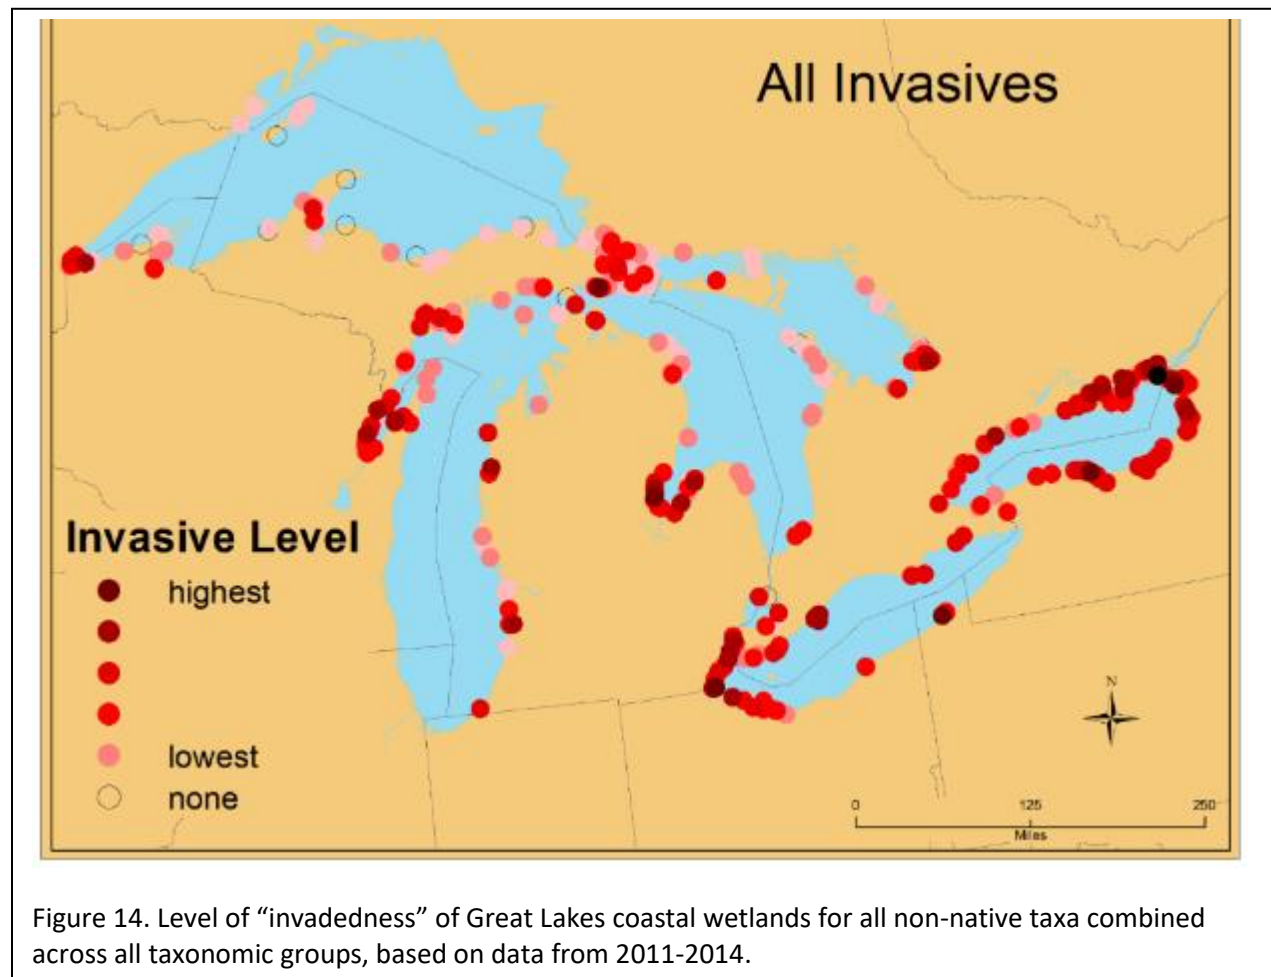 All Invasives
Invasive Level
highest
lowest
none
N
0 125 250
Miles
Figure 14. Level of “invadedness” of Great Lakes coastal wetlands for all non-native taxa combined
across all taxonomic groups, based on data from 2011-2014.